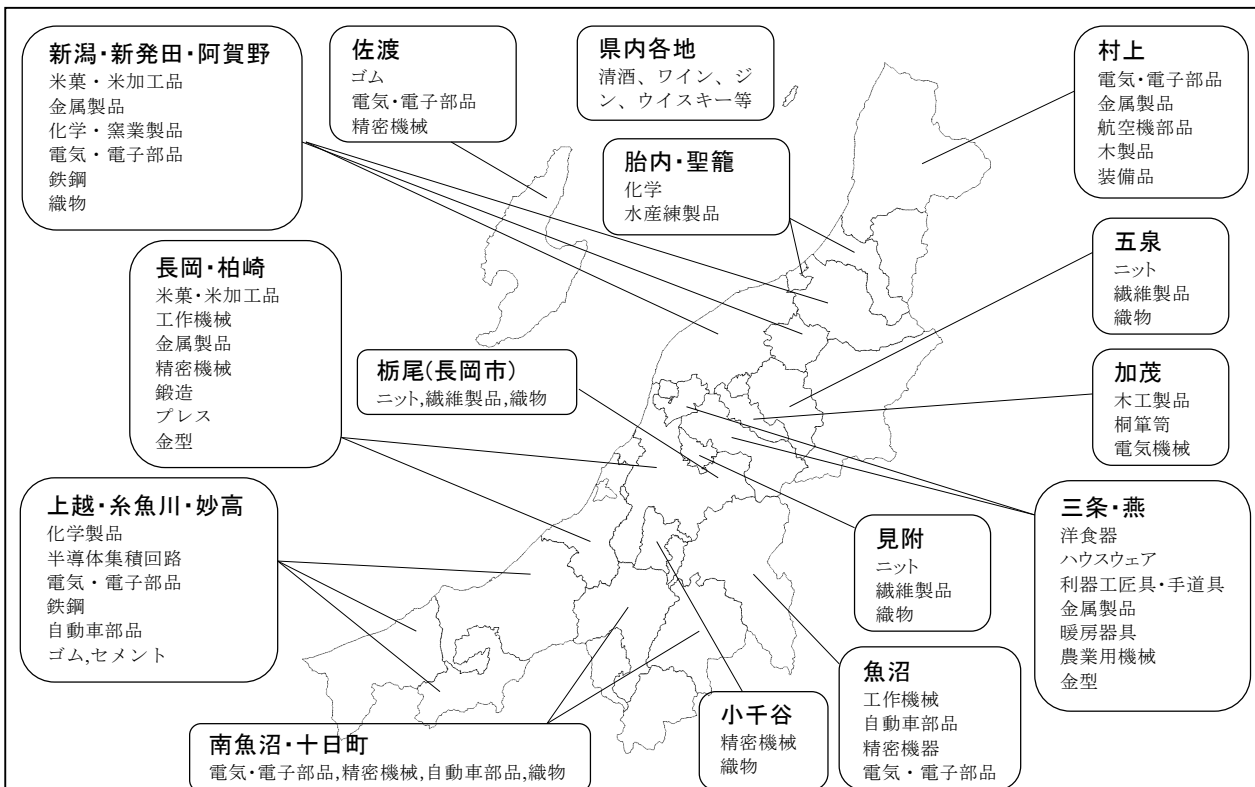 新潟・新発田・阿賀野
米菓・米加工品
金属製品
化学・窯業製品
電気・電子部品
鉄鋼
織物
佐渡
ゴム
電気・電子部品
精密機械
県内各地
清酒、ワイン、ジ
ン、ウイスキー等
村上
電気・電子部品
金属製品
航空機部品
木製品
装備品
胎内・聖籠
化学
水産練製品
五泉
ニット
繊維製品
織物
長岡・柏崎
米菓・米加工品
工作機械
金属製品
精密機械
鍛造
プレス
金型
栃尾(長岡市)
ニット,繊維製品,織物
加茂
木工製品
桐箪笥
電気機械
上越・糸魚川・妙高
化学製品
半導体集積回路
電気・電子部品
鉄鋼
自動車部品
ゴム,セメント
見附
ニット
繊維製品
織物
三条・燕
洋食器
ハウスウェア
利器工匠具・手道具
金属製品
暖房器具
農業用機械
金型
南魚沼・十日町
電気・電子部品,精密機械,自動車部品,織物
小千谷
精密機械
織物
魚沼
工作機械
自動車部品
精密機器
電気・電子部品